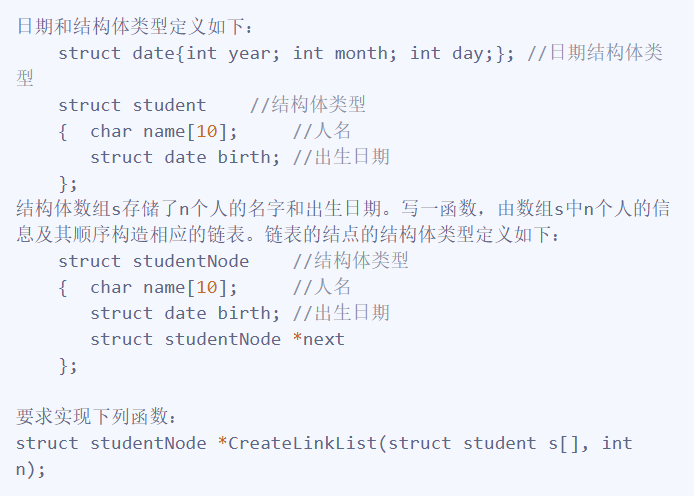 日期和结构体类型定义如下:
struct date{int year; int month; int day;}; //日期结构体类
型
struct student    //结构体类型
{  char name[10];     //人名
struct date birth; //出生日期
};
结构体数组s存储了n个人的名字和出生日期。写一函数，由数组s中n个人的信
息及其顺序构造相应的链表。链表的结点的结构体类型定义如下:
struct studentNode    //结构体类型
{  char name[10];     //人名
struct date birth; //出生日期
struct studentNode *next
};
要求实现下列函数:
struct studentNode *CreateLinkList(struct student s[], int
n);